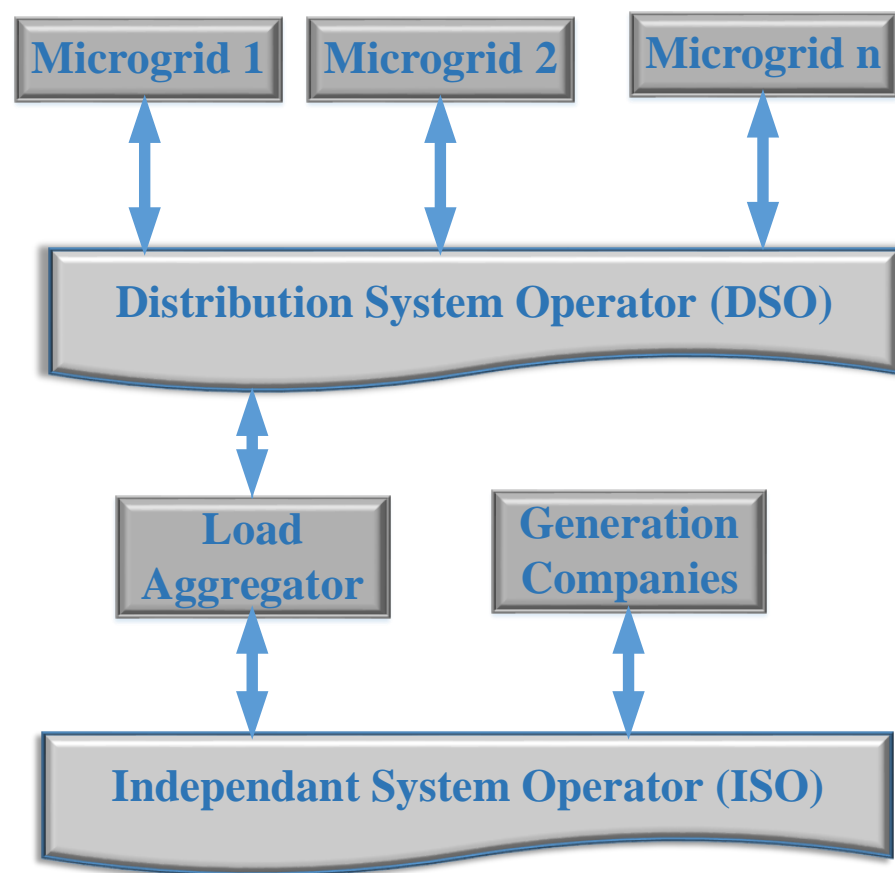 Microgrid 1
Microgrid 2
Microgrid n
Distribution System Operator (DSO)
Load
Aggregator
Generation
Companies
Independant System Operator (ISO)